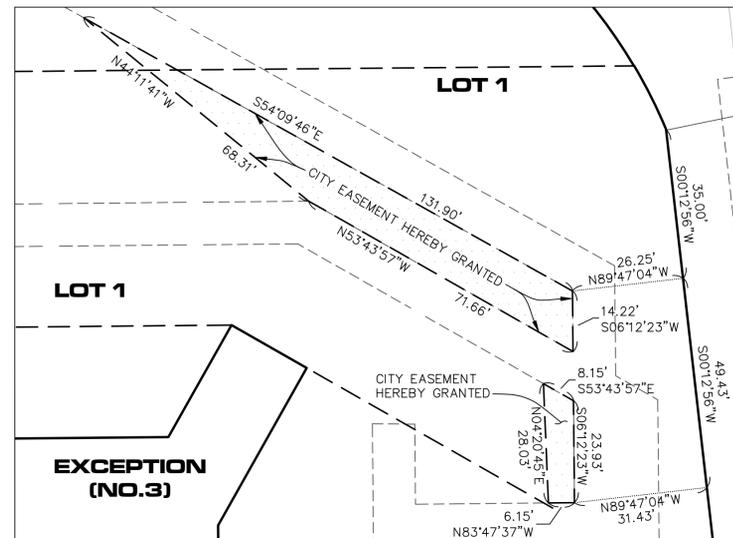 LOT 1
N44°11'41"W
S54°09'46"E
68.31'
CITY EASEMENT HEREBY GRANTED
131.90'
35.00'
S00°12'56"W
N53°43'57"W
71.66'
26.25'
N89°47'04"W
LOT 1
14.22'
S06°12'23"W
8.15'
S53°43'57"E
CITY EASEMENT
HEREBY GRANTED
N04°20'45"E
28.03'
23.93'
S06°12'23"W
49.43'
S00°12'56"W
EXCEPTION
(NO.3)
N89°47'04"W
31.43'
6.15'
N83°47'37"W